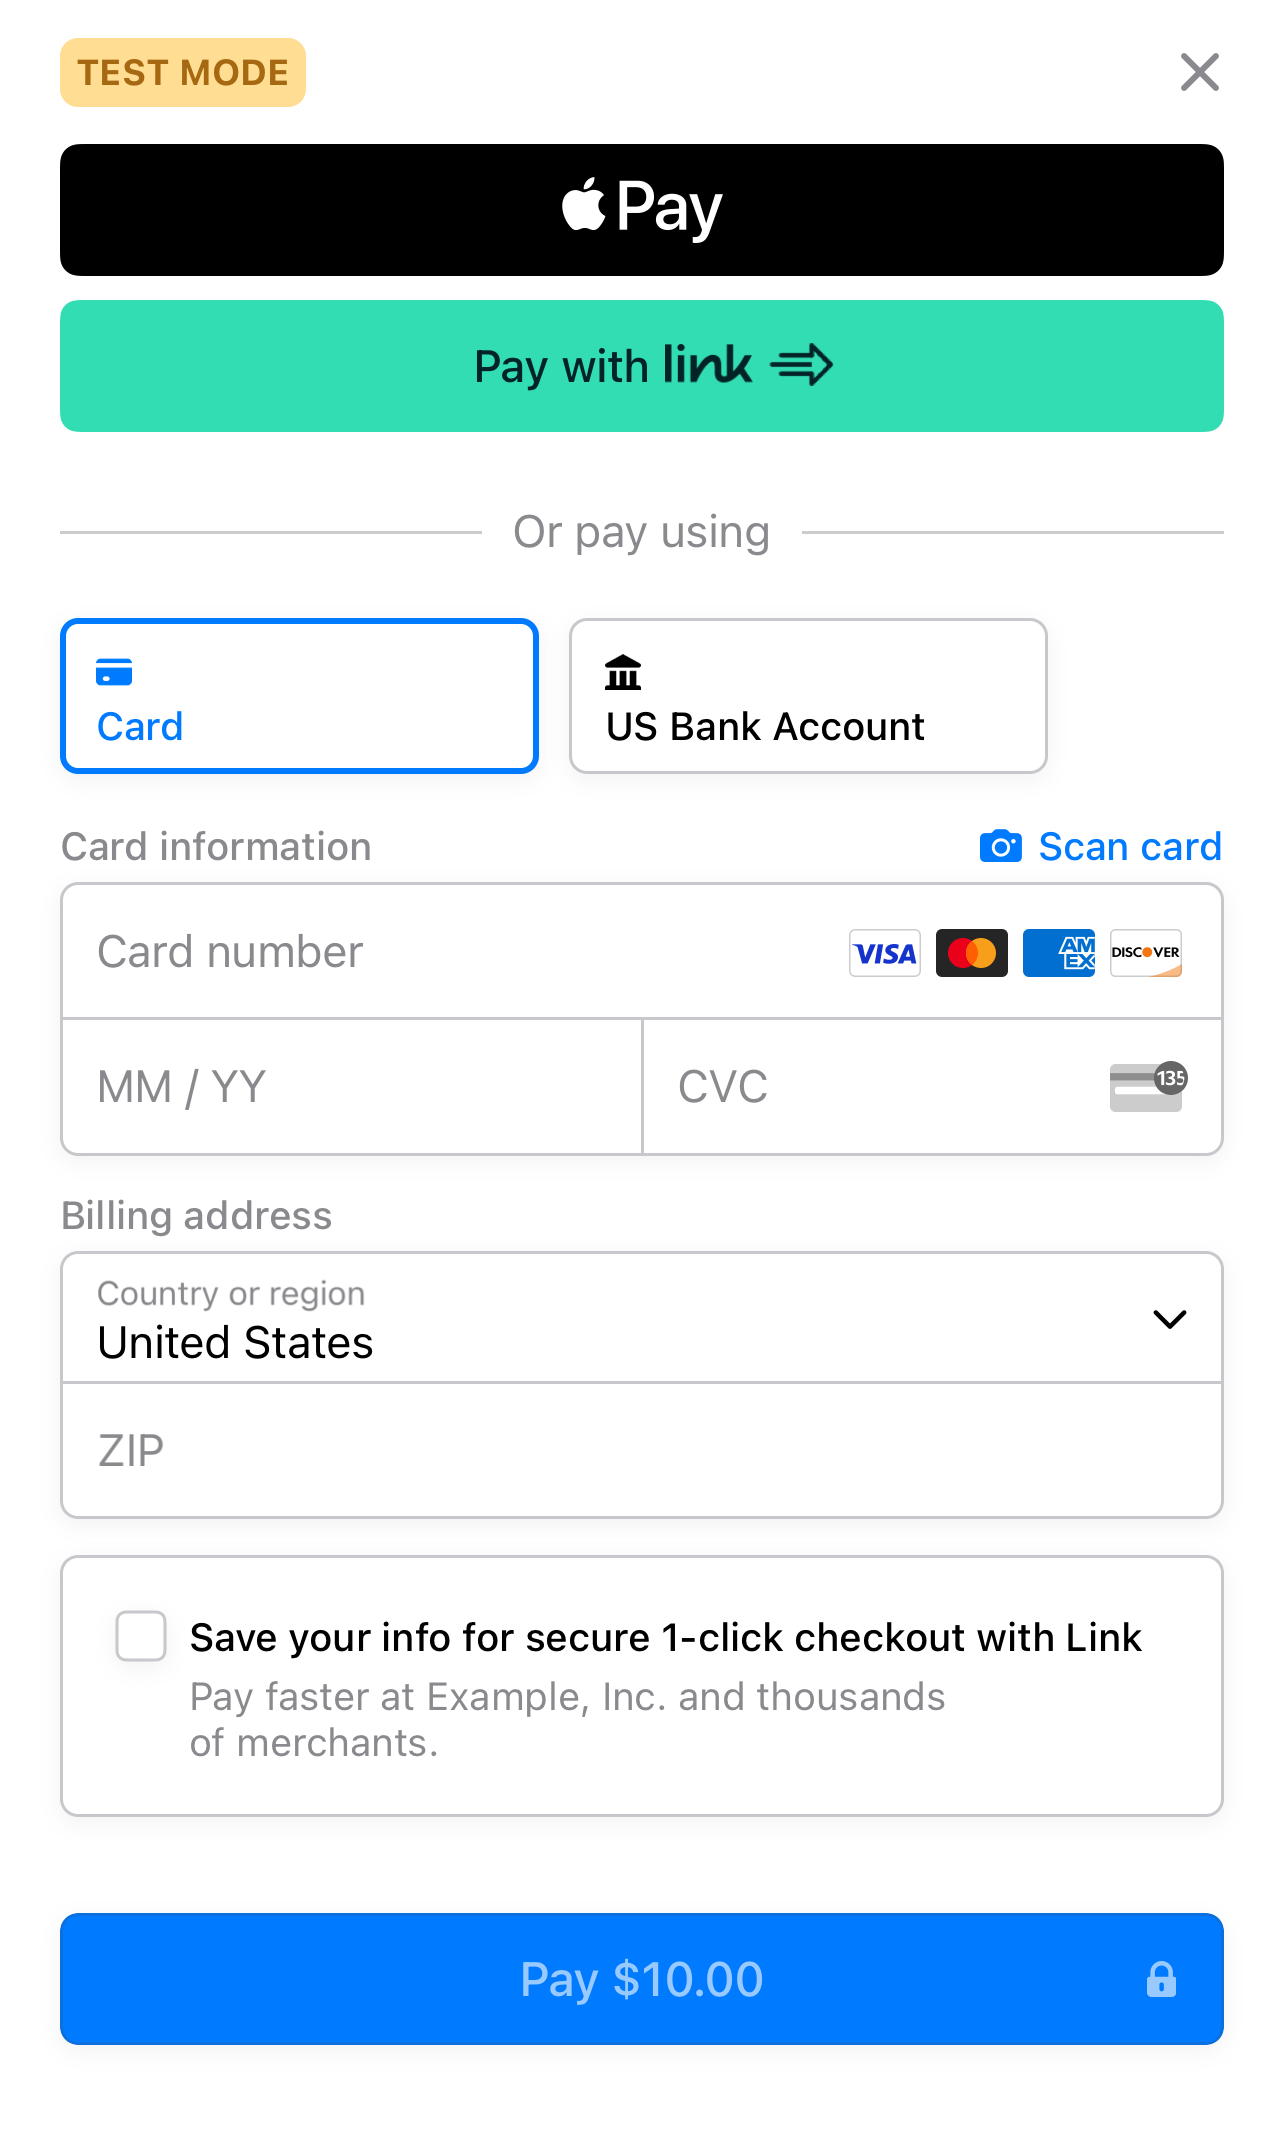 TEST MODE
Pay
Pay with link
Or pay using
Card
US Bank Account
Card information
Scan card
Card number
VISA
AM
EX
DISCOVER
MM / YY
CVC
135
Billing address
Country or region
United States
ZIP
Save your info for secure 1-click checkout with Link
Pay faster at Example, Inc. and thousands
of merchants.
Pay $10.00